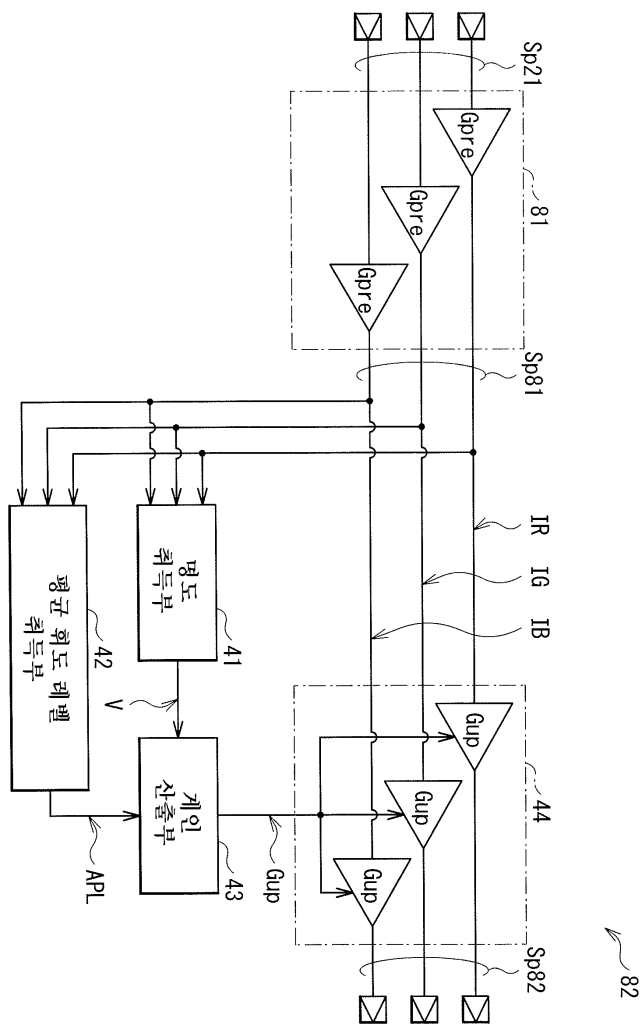 82
Sp21
81
Gpre
Gpre
Gpre
Sp81
IR
IG
IB
44
Gup
Gup
Gup
Sp82
명도
취득부
41
V
게인
산출부
43
Gup
평균 휘도 레벨
취득부
42
APL